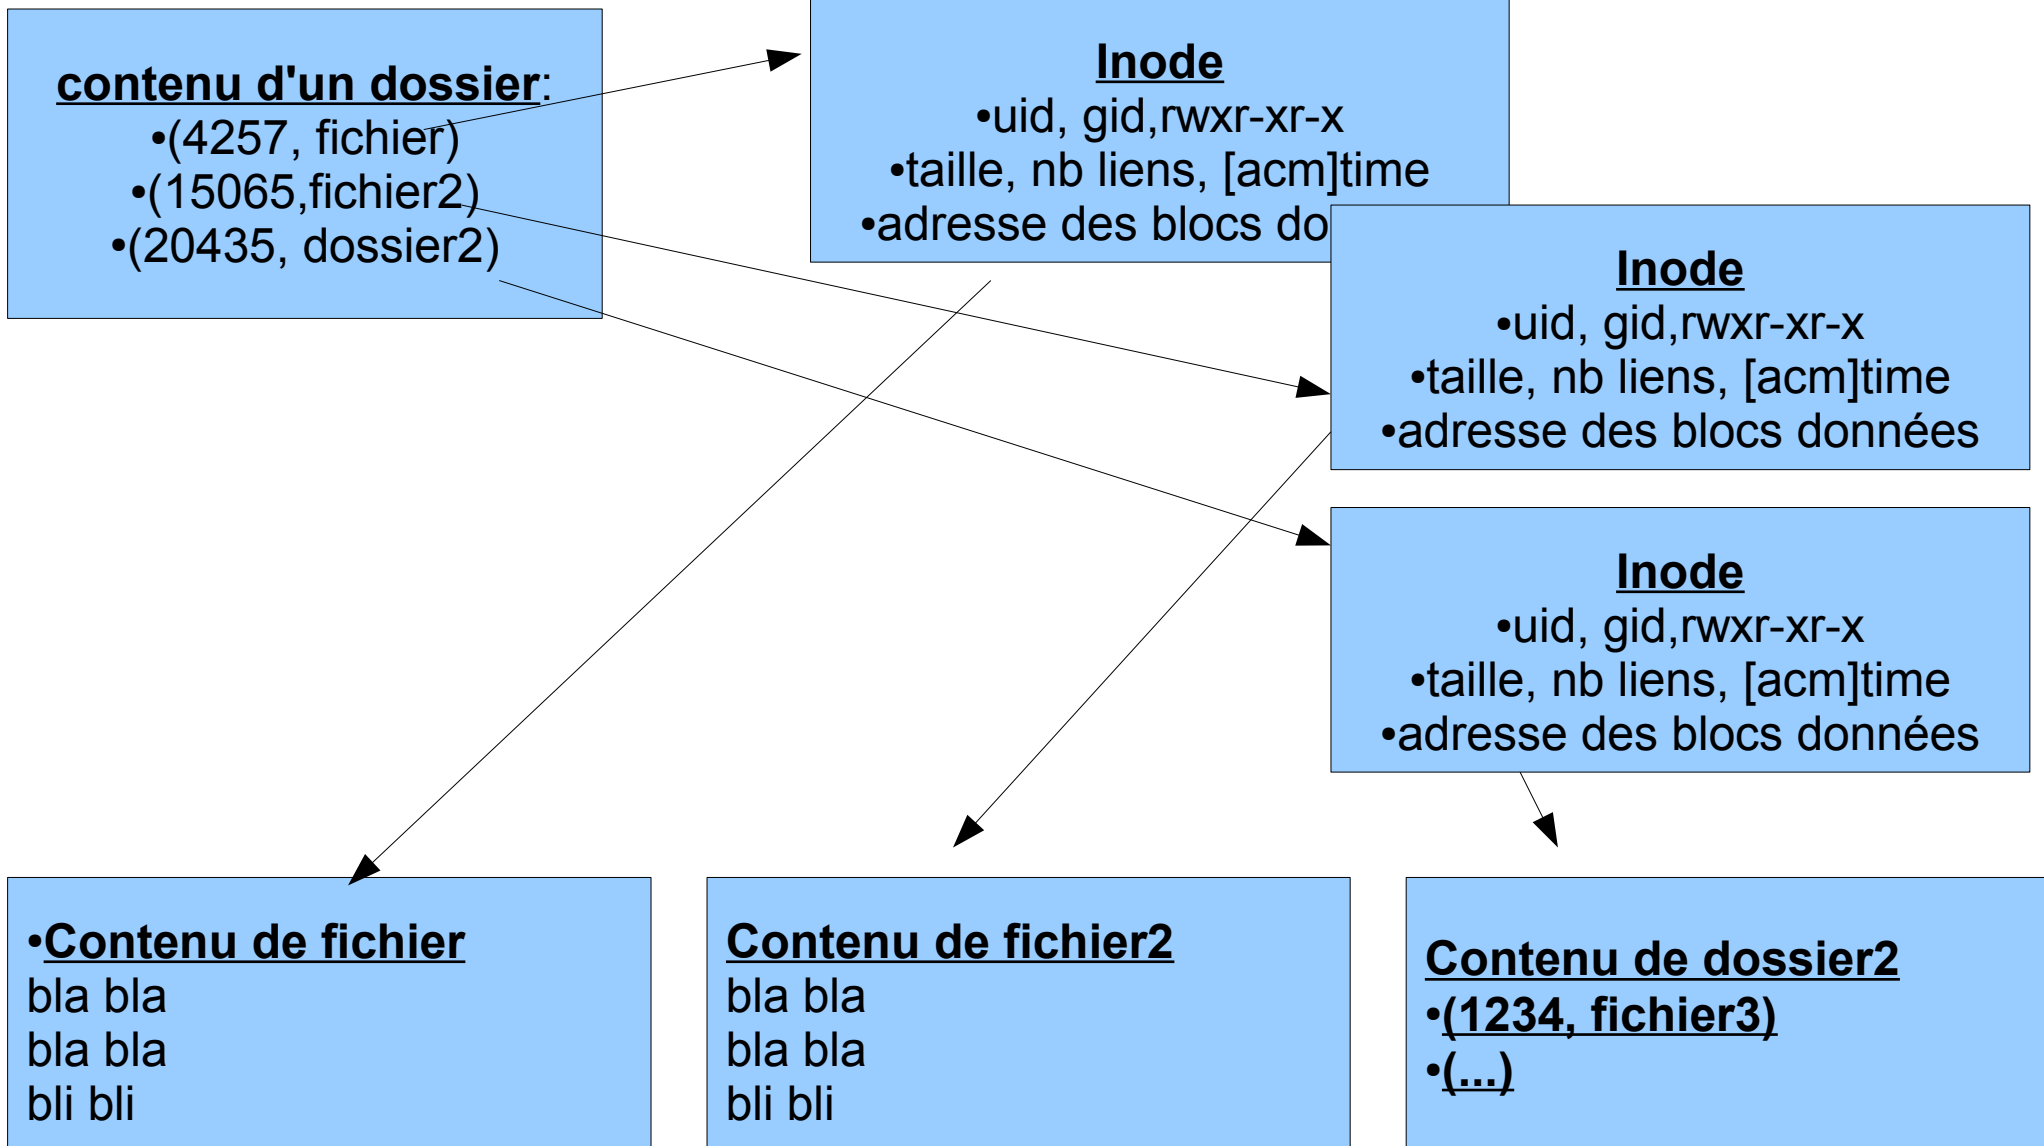 contenu d'un dossier:
•(4257, fichier)
•(15065,fichier2)
•(20435, dossier2)
Inode
•uid, gid,rwxr-xr-x
•taille, nb liens, [acm]time
•adresse des blocs do
Inode
•uid, gid,rwxr-xr-x
•taille, nb liens, [acm]time
•adresse des blocs données
Inode
•uid, gid,rwxr-xr-x
•taille, nb liens, [acm]time
•adresse des blocs données
•Contenu de fichier
bla bla
bla bla
bli bli
Contenu de fichier2
bla bla
bla bla
bli bli
Contenu de dossier2
•(1234, fichier3)
•(...)